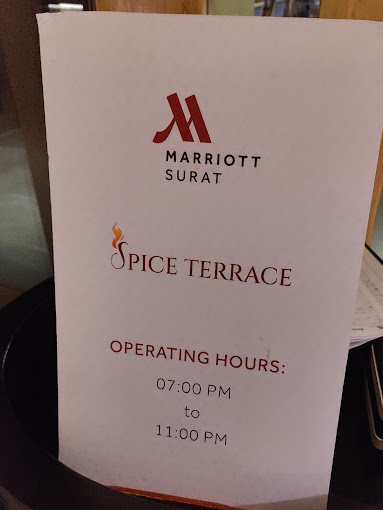 MARRIOTT
SURAT
SPICE TERRACE
OPERATING HOURS:
07:00 PM
to
11:00 PM